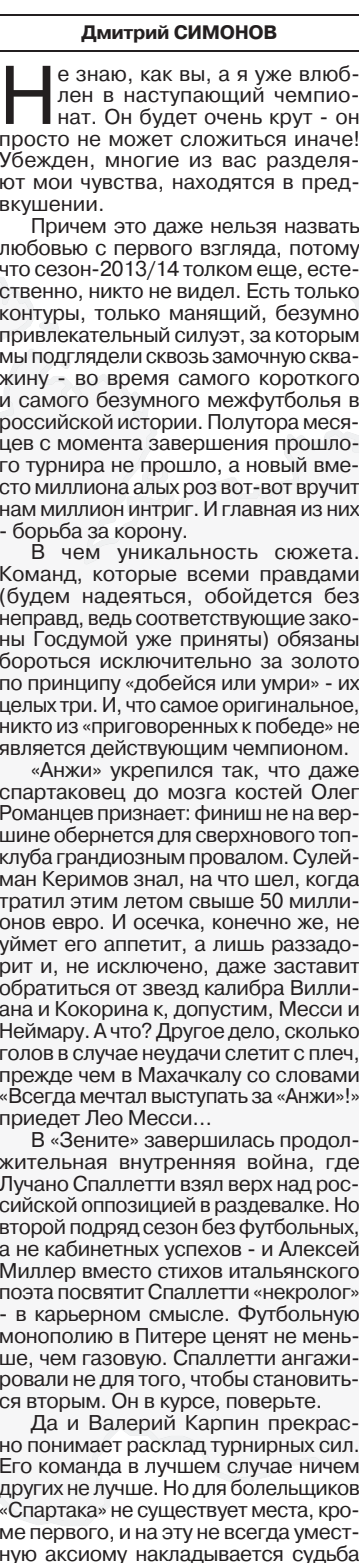 Дмитрий СИМОНОВ
Не знаю, как вы, а я уже влюб-
лен в наступающий чемпио-
нат. Он будет очень крут - он
просто не может сложиться иначе!
Убежден, многие из вас разделя-
ют мои чувства, находятся в пред-
вкушении.
Причем это даже нельзя назвать
любовью с первого взгляда, потому
что сезон-2013/14 толком еще, есте-
ственно, никто не видел. Есть только
контуры, только манящий, безумно
привлекательный силуэт, за которым
мы подглядели сквозь замочную сква-
жину - во время самого короткого
и самого безумного межфутболья в
российской истории. Полутора меся-
цев с момента завершения прошло-
го турнира не прошло, а новый вме-
сто миллиона алых роз вот-вот вручит
нам миллион интриг. И главная из них
- борьба за корону.
В чем уникальность сюжета.
Команд, которые всеми правдами
(будем надеяться, обойдется без
неправд, ведь соответствующие зако-
ны Госдумой уже приняты) обязаны
бороться исключительно за золото
по принципу «добейся или умри» - их
целых три. И, что самое оригинальное,
никто из «приговоренных к победе» не
является действующим чемпионом.
«Анжи» укрепился так, что даже
спартаковец до мозга костей Олег
Романцев признает: финиш не на вер-
шине обернется для сверхнового топ-
клуба грандиозным провалом. Сулей-
ман Керимов знал, на что шел, когда
тратил этим летом свыше 50 милли-
онов евро. И осечка, конечно же, не
уймет его аппетит, а лишь раззадо-
рит и, не исключено, даже заставит
обратиться от звезд калибра Вилли-
ана и Кокорина к, допустим, Месси и
Неймару. А что? Другое дело, сколько
голов в случае неудачи слетит с плеч,
прежде чем в Махачкалу со словами
«Всегда мечтал выступать за «Анжи»!»
приедет Лео Месси...
В «Зените» завершилась продол-
жительная внутренняя война, где
Лучано Спаллетти взял верх над рос-
сийской оппозицией в раздевалке. Но
второй подряд сезон без футбольных,
а не кабинетных успехов - и Алексей
Миллер вместо стихов итальянского
поэта посвятит Спаллетти «некролог»
- в карьерном смысле. Футбольную
монополию в Питере ценят не мень-
ше, чем газовую. Спаллетти ангажи-
ровали не для того, чтобы становить-
ся вторым. Он в курсе, поверьте.
Да и Валерий Карпин прекрас-
но понимает расклад турнирных сил.
Его команда в лучшем случае ничем
других не лучше. Но для болельщиков
«Спартака» не существует места, кро-
ме первого, и на эту не всегда умест-
ную аксиому накладывается судьба